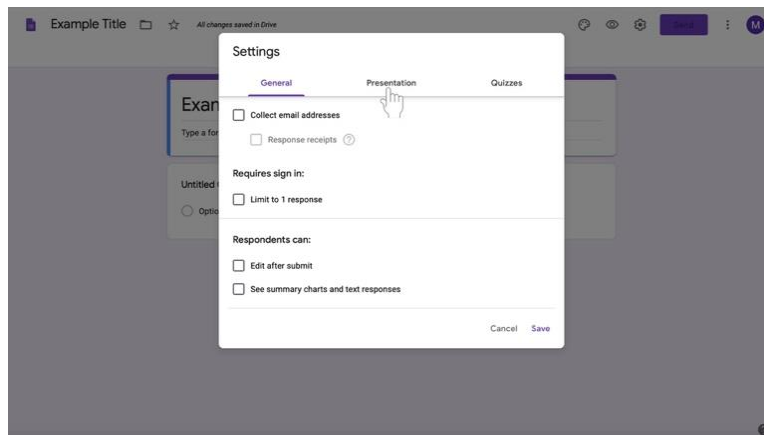 Example Title
All changes saved in Drive
M
Settings
General Presentation Quizzes
Exam
Type a for
Collect email addresses
Response receipts ?
Requires sign in:
Untitled
Limit to 1 response
Optio
Respondents can:
Edit after submit
See summary charts and text responses
Cancel Save